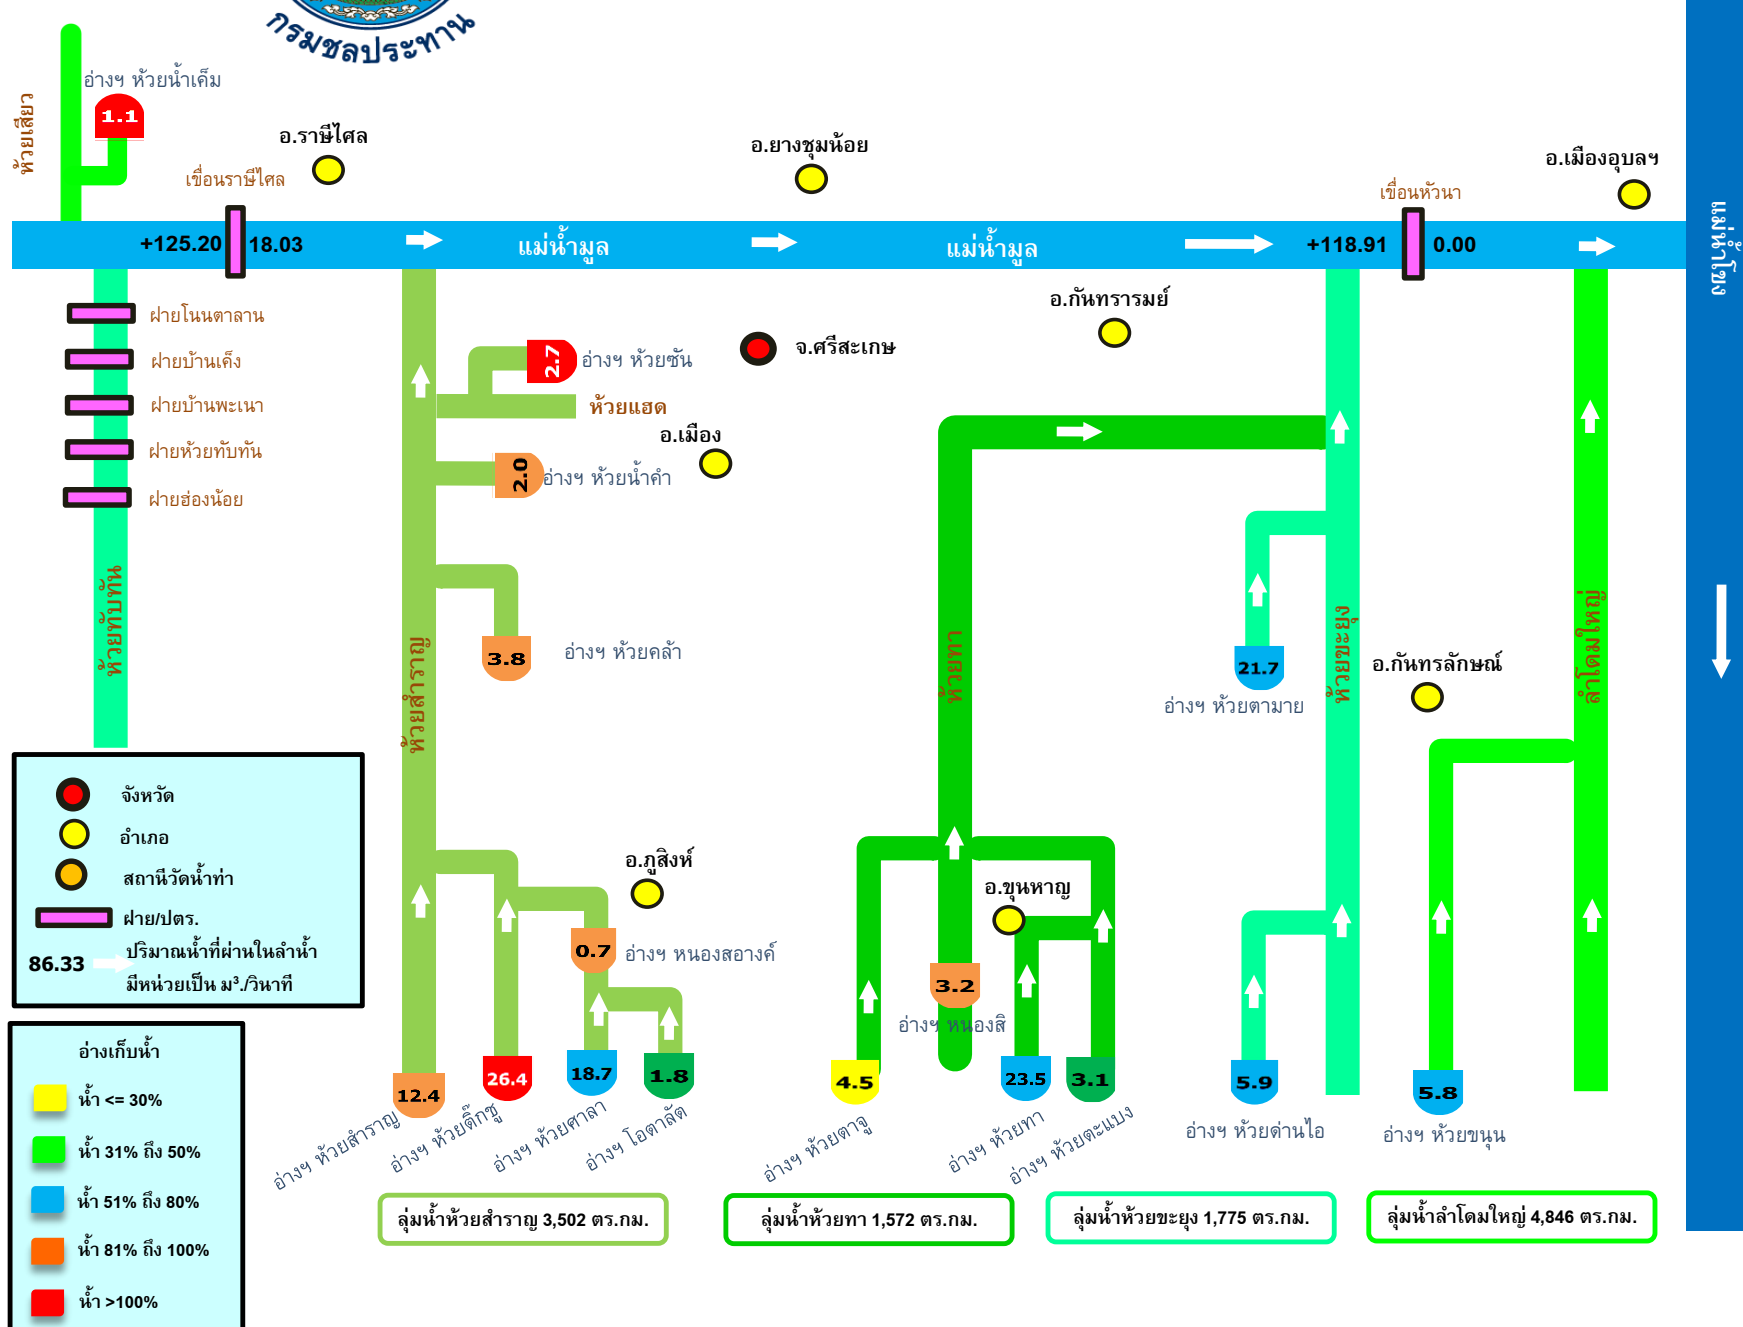 กรมชลประทาน
ห้วยเสียว
อ่างฯ ห้วยน้ำเค็ม
1.1
อ.ราษีไศล
เขื่อนราษีไศล
อ.ยางชุมน้อย
อ.เมืองอุบลฯ
เขื่อนหัวนา
+125.20
18.03
แม่น้ำมูล
แม่น้ำมูล
+118.91
0.00
แม่น้ำโขง
ฝายโนนตาลาน
ฝายบ้านเค็ง
ฝายบ้านพะเนา
ฝายห้วยทับทัน
ฝายฮ่องน้อย
ห้วยทับทัน
2.7
อ่างฯ ห้วยซัน
ห้วยแฮด
2.0
อ่างฯ ห้วยน้ำคำ
จ.ศรีสะเกษ
อ.เมือง
อ.กันทรารมย์
3.8
อ่างฯ ห้วยคล้า
ห้วยสำราญ
ห้วยทา
21.7
อ่างฯ ห้วยตามาย
ห้วยขะยุง
อ.กันทรลักษณ์
ลำโดมใหญ่
จังหวัด
อำเภอ
สถานีวัดน้ำท่า
ฝาย/ปตร.
86.33
ปริมาณน้ำที่ผ่านในลำน้ำ
มีหน่วยเป็น ม³./วินาที
อ.ภูสิงห์
0.7
อ่างฯ หนองสอางค์
อ.ขุนหาญ
3.2
อ่างฯ หนองสิ
12.4
26.4
18.7
1.8
4.5
23.5
3.1
5.9
5.8
อ่างฯ ห้วยสำราญ
อ่างฯ ห้วยติ๊กชู
อ่างฯ ห้วยศาลา
อ่างฯ โอตาลัต
อ่างฯ ห้วยตาจู
อ่างฯ ห้วยทา
อ่างฯ ห้วยตะแบง
อ่างฯ ห้วยด่านไอ
อ่างฯ ห้วยขนุน
ลุ่มน้ำห้วยสำราญ 3,502 ตร.กม.
ลุ่มน้ำห้วยทา 1,572 ตร.กม.
ลุ่มน้ำห้วยขะยุง 1,775 ตร.กม.
ลุ่มน้ำลำโดมใหญ่ 4,846 ตร.กม.
อ่างเก็บน้ำ
น้ำ <= 30%
น้ำ 31% ถึง 50%
น้ำ 51% ถึง 80%
น้ำ 81% ถึง 100%
น้ำ >100%